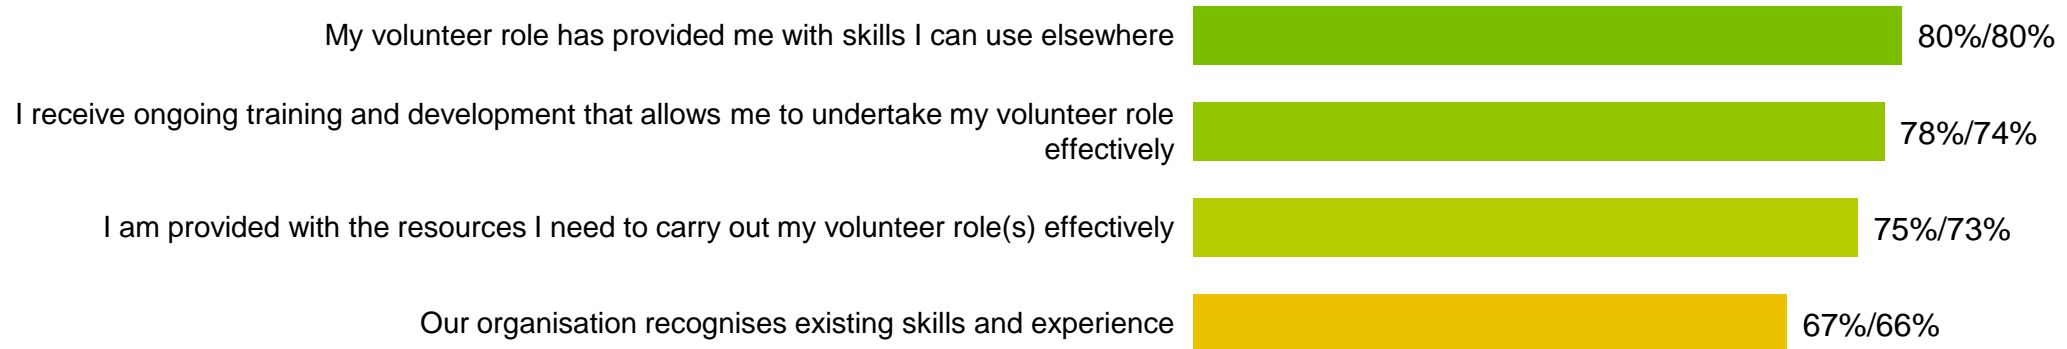 My volunteer role has provided me with skills I can use elsewhere 80%/80%
I receive ongoing training and development that allows me to undertake my volunteer role
effectively 78%/74%
I am provided with the resources I need to carry out my volunteer role(s) effectively 75%/73%
Our organisation recognises existing skills and experience 67%/66%